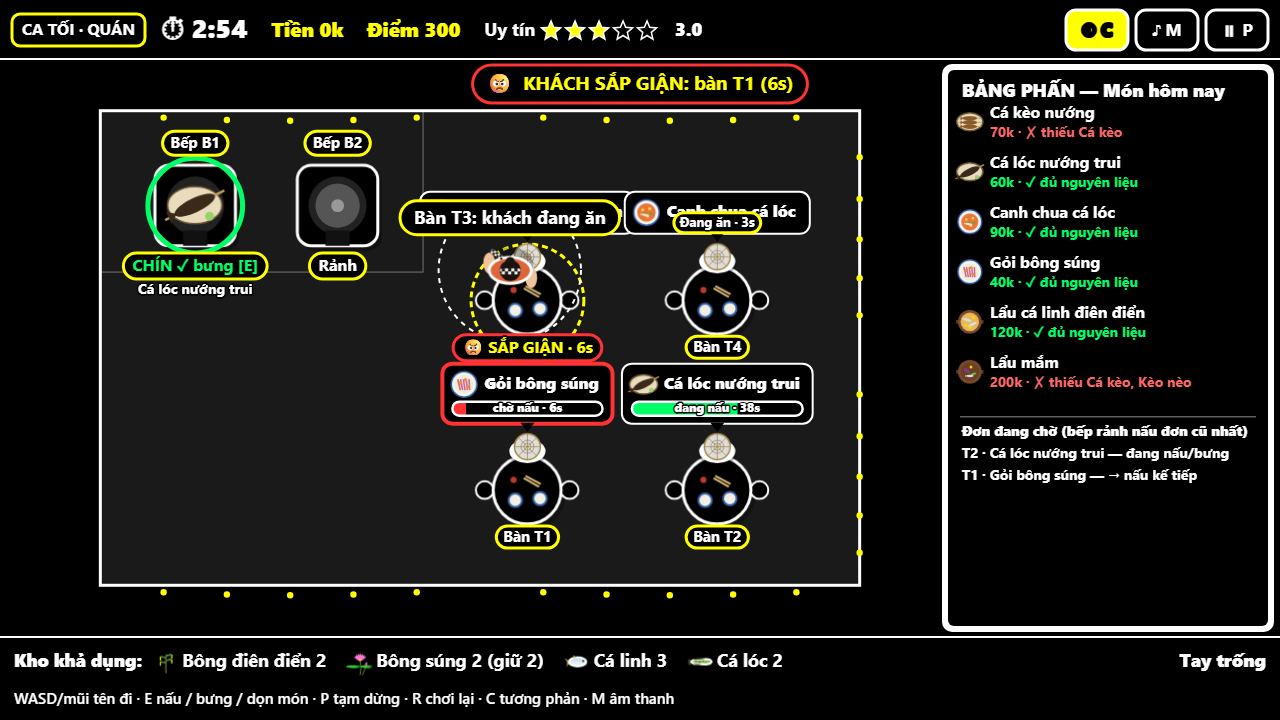 CA TỐI · QUÁN
2:54
Tiền 0k
Điểm 300
Uy tín
3.0
C
♪ M
⏸ P
KHÁCH SẮP GIẬN: bàn T1 (6s)
Bếp B1
Bếp B2
CHÍN ✓ bưng [E]
Cá lóc nướng trui
Rảnh
Bàn T3: khách đang ăn
Canh chua cá lóc
Đang ăn · 3s
SẮP GIẬN · 6s
Bàn T4
Gỏi bông súng
chờ nấu · 6s
Cá lóc nướng trui
đang nấu · 38s
Bàn T1
Bàn T2
BẢNG PHẤN — Món hôm nay
Cá kèo nướng
70k · ✗ thiếu Cá kèo
Cá lóc nướng trui
60k · ✓ đủ nguyên liệu
Canh chua cá lóc
90k · ✓ đủ nguyên liệu
Gỏi bông súng
40k · ✓ đủ nguyên liệu
Lẩu cá linh điên điển
120k · ✓ đủ nguyên liệu
Lẩu mắm
200k · ✗ thiếu Cá kèo, Kèo nèo
Đơn đang chờ (bếp rảnh nấu đơn cũ nhất)
T2 · Cá lóc nướng trui — đang nấu/bưng
T1 · Gỏi bông súng — → nấu kế tiếp
Kho khả dụng:
Bông điên điển 2
Bông súng 2 (giữ 2)
Cá linh 3
Cá lóc 2
Tay trống
WASD/mũi tên đi · E nấu / bưng / dọn món · P tạm dừng · R chơi lại · C tương phản · M âm thanh